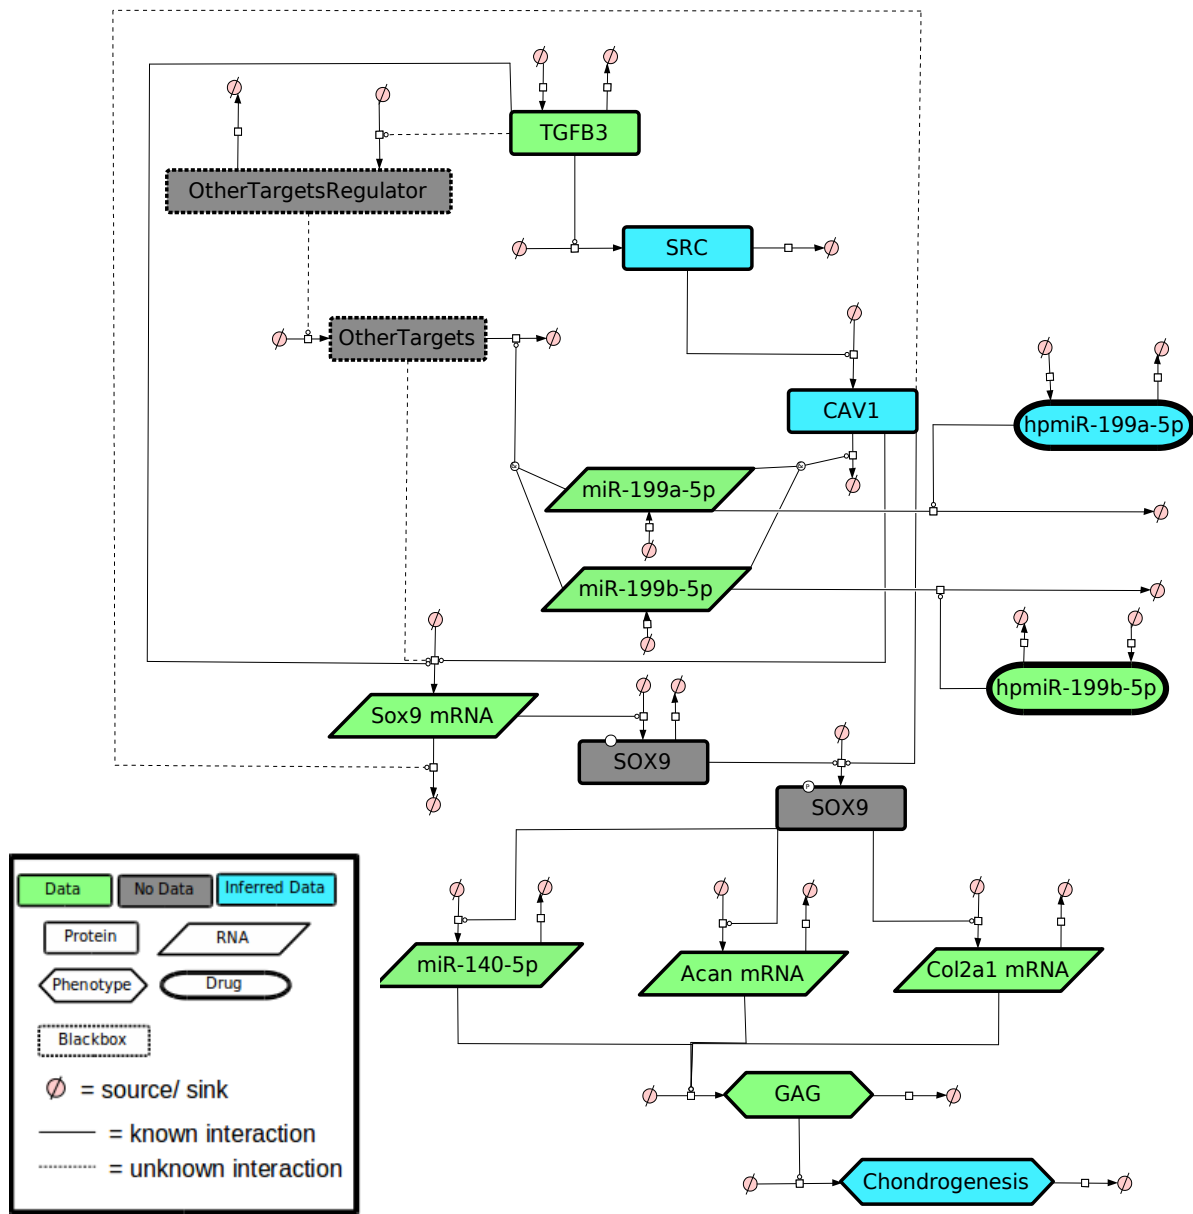 TGFB3
OtherTargetsRegulator
SRC
OtherTargets
CAV1
hpmiR-199a-5p
miR-199a-5p
miR-199b-5p
hpmiR-199b-5p
Sox9 mRNA
SOX9
P
SOX9
Data
No Data
Inferred Data
Protein
RNA
Phenotype
Drug
Blackbox
= source/ sink
= known interaction
= unknown interaction
miR-140-5p
Acan mRNA
Col2a1 mRNA
GAG
Chondrogenesis